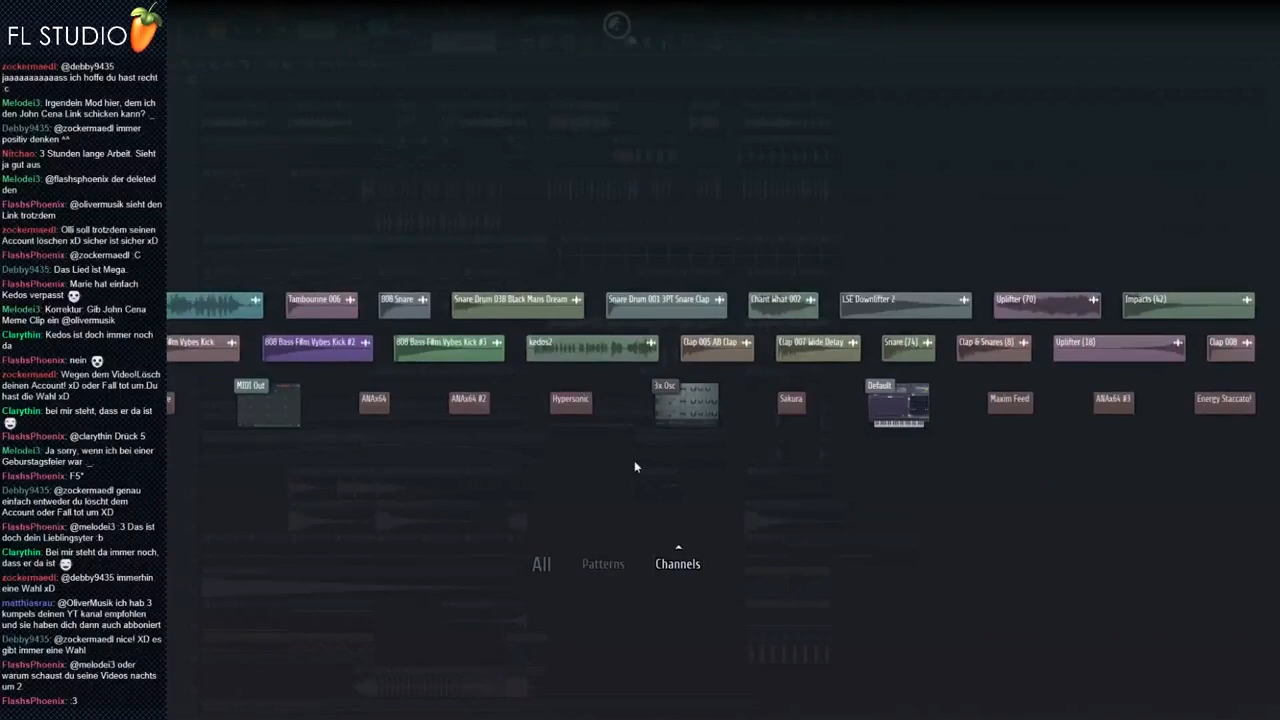 FL STUDIO
zockermaedl: @debby9435
jaaaaaaaaaaass ich hoffe du hast recht
c
Melodei3: Irgendein Mod hier, dem ich
den John Cena Link schicken kann? _
Debby9435: @zockermaedl immer
positiv denken ^^
Nitchao: 3 Stunden lange Arbeit. Sieht
ja gut aus
Melodei3: @flashsphoenix der deleted
den
FlashsPhoenix: @olivermusik sieht den
Link trotzdem
zockermaedl: Olli soll trotzdem seinen
Account löschen xD sicher ist sicher xD
FlashsPhoenix: @zockermaedl :C
Debby9435: Das Lied ist Mega.
FlashsPhoenix: Marie hat einfach
Kedos verpasst
Melodei3: Korrektur: Gib John Cena
Meme Clip ein @olivermusik
Clarythin: Kedos ist doch immer noch
da
FlashsPhoenix: nein
zockermaedl: Wegen dem Video!Lösch
deinen Account! xD oder Fall tot um.Du
hast die Wahl xD
Clarythin: bei mir steht, dass er da ist
FlashsPhoenix: @clarythin Drück 5
Melodei3: Ja sorry, wenn ich bei einer
Geburstagsfeier war _
FlashsPhoenix: F5*
Debby9435: @zockermaedl genau
einfach entweder du löscht dem
Account oder Fall tot um XD
FlashsPhoenix: @melodei3 :3 Das ist
doch dein Lieblingsyter :b
Clarythin: Bei mir steht da immer noch,
dass er da ist
zockermaedl: @debby9435 immerhin
eine Wahl xD
matthiasrau: @OliverMusik ich hab 3
kumpels deinen YT kanal empfohlen
und sie haben dich dann auch abboniert
Debby9435: @zockermaedl nice! XD es
gibt immer eine Wahl
FlashsPhoenix: @melodei3 oder
warum schaust du seine Videos nachts
um 2
FlashsPhoenix: :3
Tambourine 006
808 Snare
Snare Drum 038 Black Mans Dream
Snare Drum 001 3PT Snare Clap
Chant What 002
LSE Downlifter 2
Uplifter (70)
Impacts (42)
F#m Vybes Kick
808 Bass F#m Vybes Kick #2
808 Bass F#m Vybes Kick #3
kedos2
Clap 005 AB Clap
Clap 007 Wide Delay
Snare (74)
Clap & Snares (8)
Uplifter (18)
Clap 008
e
MIDI Out
ANAx64
ANAx64 #2
Hypersonic
3x Osc
Sakura
Default
Maxim Feed
ANAx64 #3
Energy Staccato!
All
Patterns
Channels